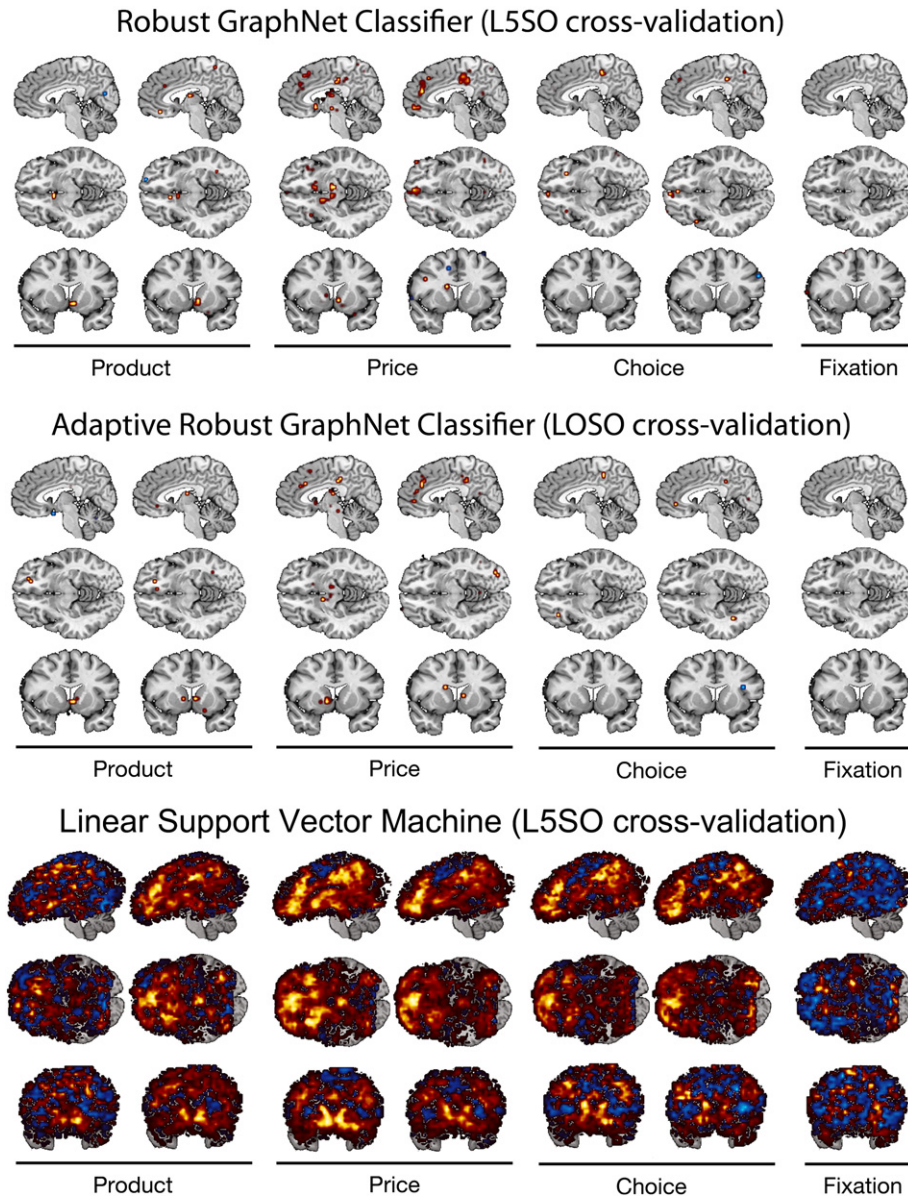 Robust GraphNet Classifier (L5SO cross-validation)
Product Price Choice Fixation
Adaptive Robust GraphNet Classifier (LOSO cross-validation)
Product Price Choice Fixation
Linear Support Vector Machine (L5SO cross-validation)
Product Price Choice Fixation